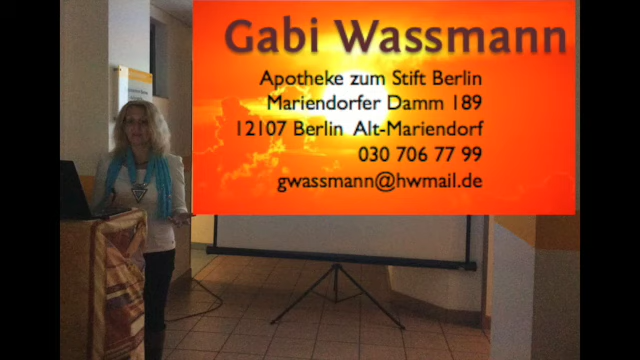 Gabi Wassmann
Apotheke zum Stift Berlin
Mariendorfer Damm 189
12107 Berlin Alt-Mariendorf
030 706 77 99
gwassmann@hwmail.de